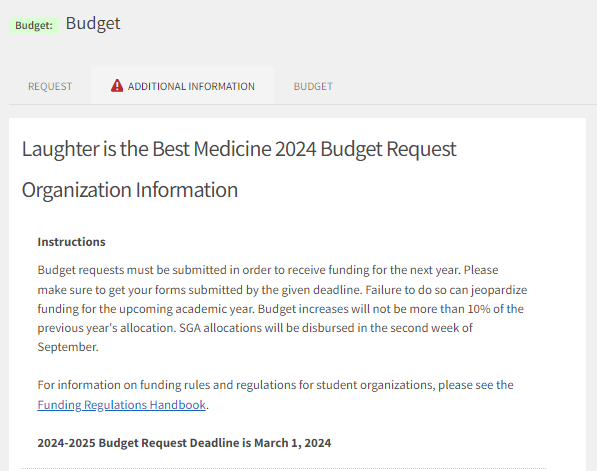 Budget: Budget
REQUEST ADDITIONAL INFORMATION BUDGET
Laughter is the Best Medicine 2024 Budget Request
Organization Information
Instructions
Budget requests must be submitted in order to receive funding for the next year. Please
make sure to get your forms submitted by the given deadline. Failure to do so can jeopardize
funding for the upcoming academic year. Budget increases will not be more than 10% of the
previous year's allocation. SGA allocations will be disbursed in the second week of
September.
For information on funding rules and regulations for student organizations, please see the
Funding Regulations Handbook.
2024-2025 Budget Request Deadline is March 1, 2024